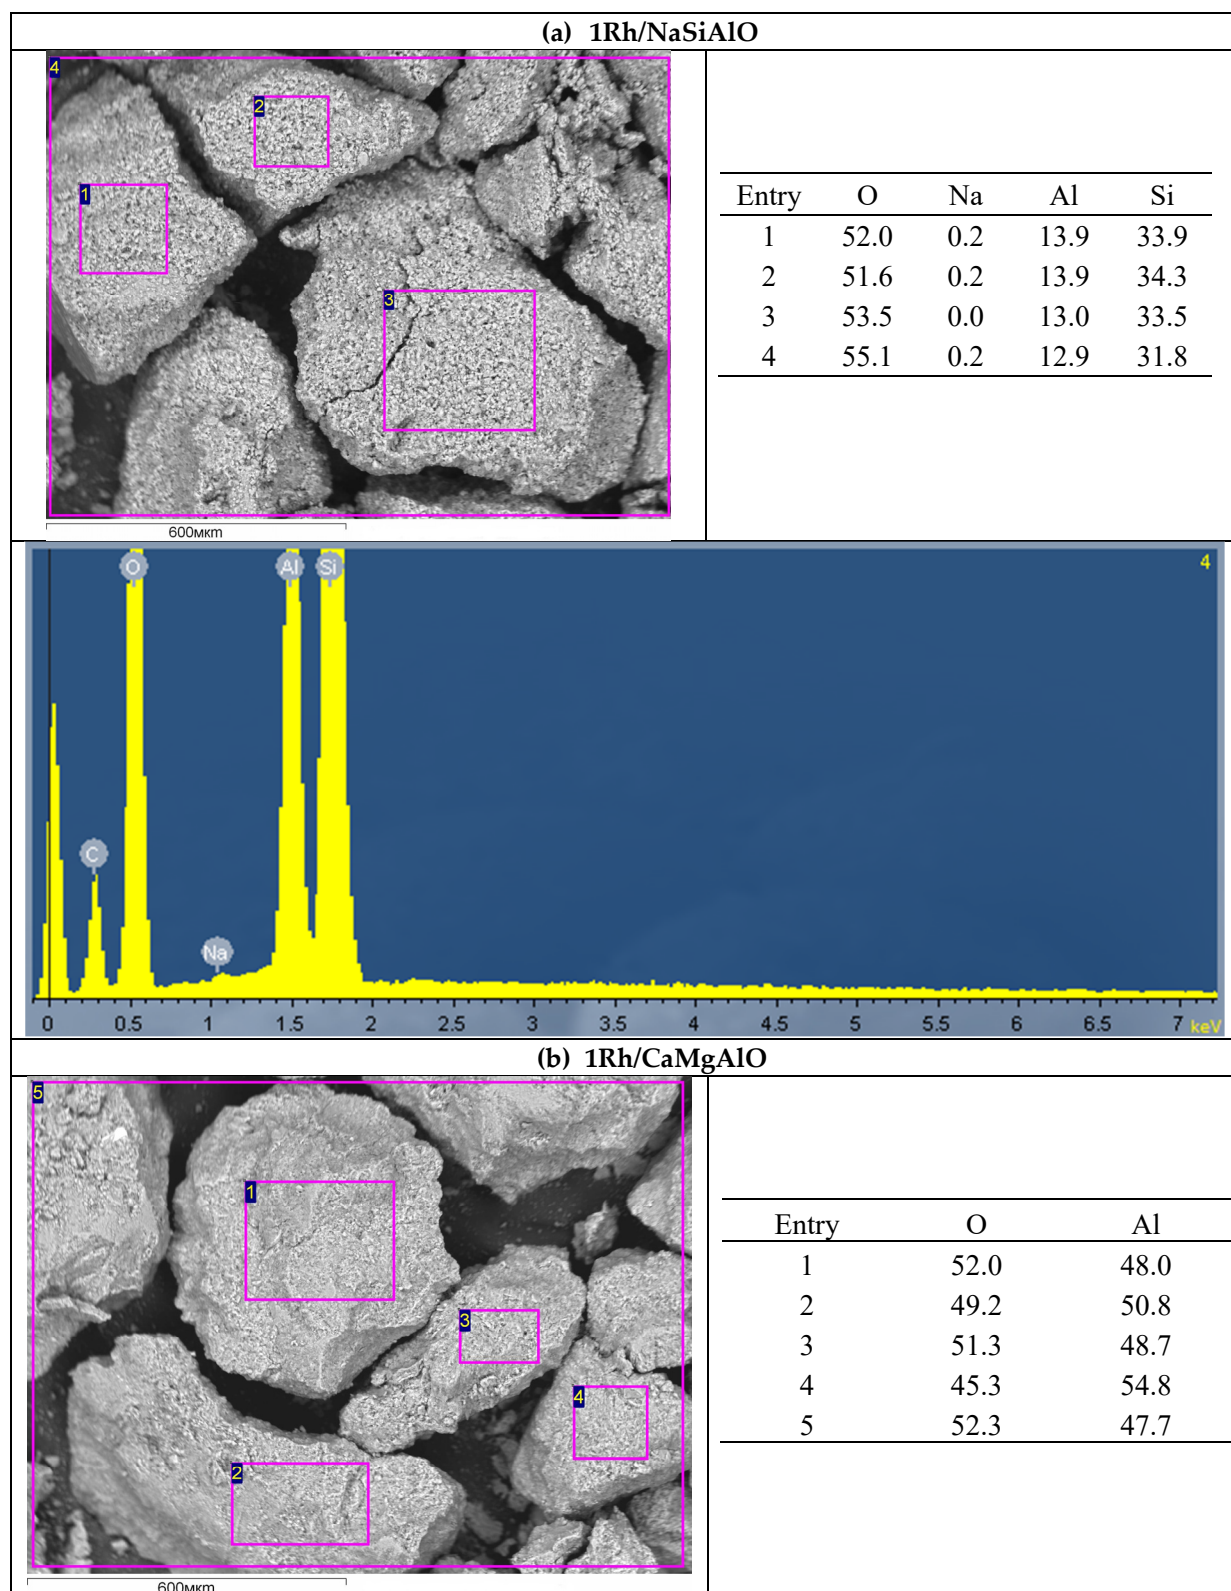 (a) 1Rh/NaSiAlO
4
2
1
3
600мкm
Entry O Na Al Si
1 52.0 0.2 13.9 33.9
2 51.6 0.2 13.9 34.3
3 53.5 0.0 13.0 33.5
4 55.1 0.2 12.9 31.8
O Al Si 4
C
Na
0 0.5 1 1.5 2 2.5 3 3.5 4 4.5 5 5.5 6 6.5 7 keV
(b) 1Rh/CaMgAlO
5
1
3
4
2
600мкm
Entry O Al
1 52.0 48.0
2 49.2 50.8
3 51.3 48.7
4 45.3 54.8
5 52.3 47.7